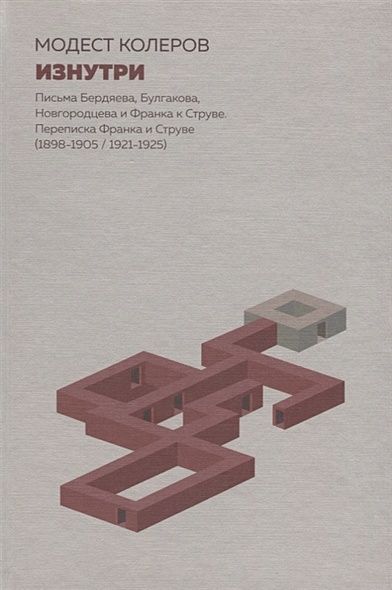 МОДЕСТ КОЛЕРОВ
ИЗНУТРИ
Письма Бердяева, Булгакова,
Новгородцева и Франка к Струве.
Переписка Франка и Струве
(1898-1905 / 1921-1925)